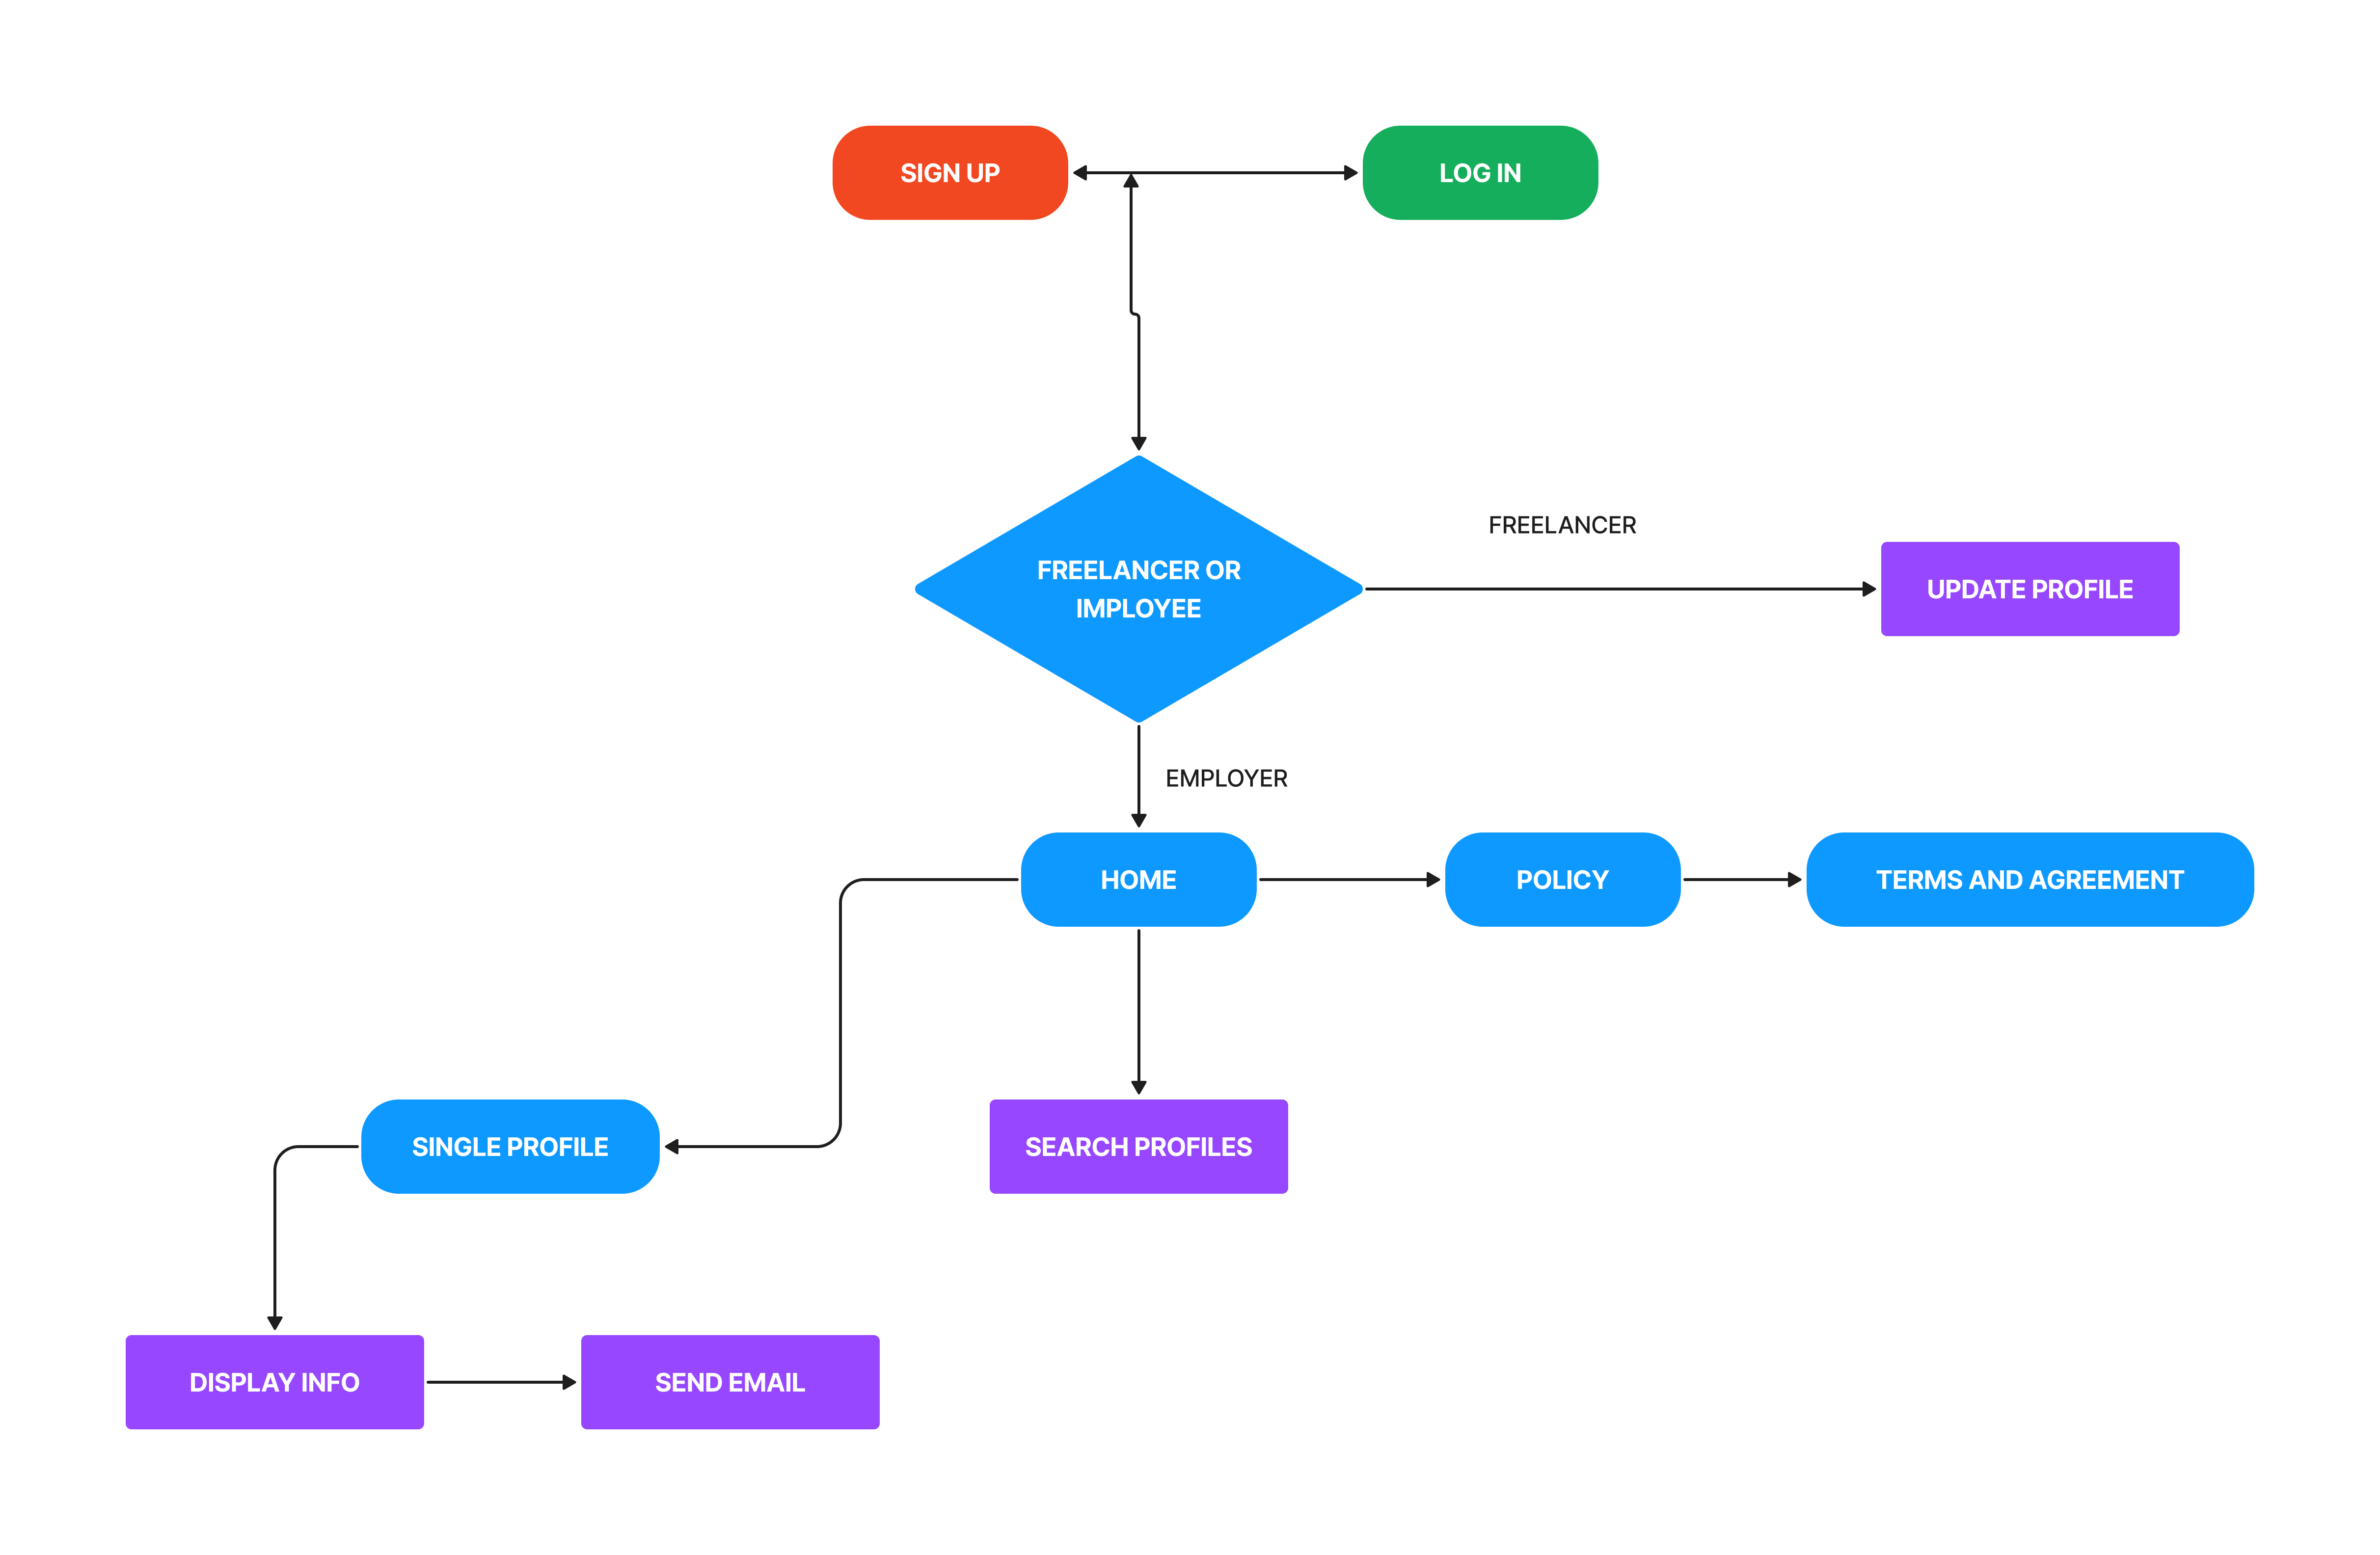 SIGN UP
LOG IN
FREELANCER OR
IMPLOYEE
FREELANCER
UPDATE PROFILE
EMPLOYER
HOME
POLICY
TERMS AND AGREEMENT
SINGLE PROFILE
SEARCH PROFILES
DISPLAY INFO
SEND EMAIL